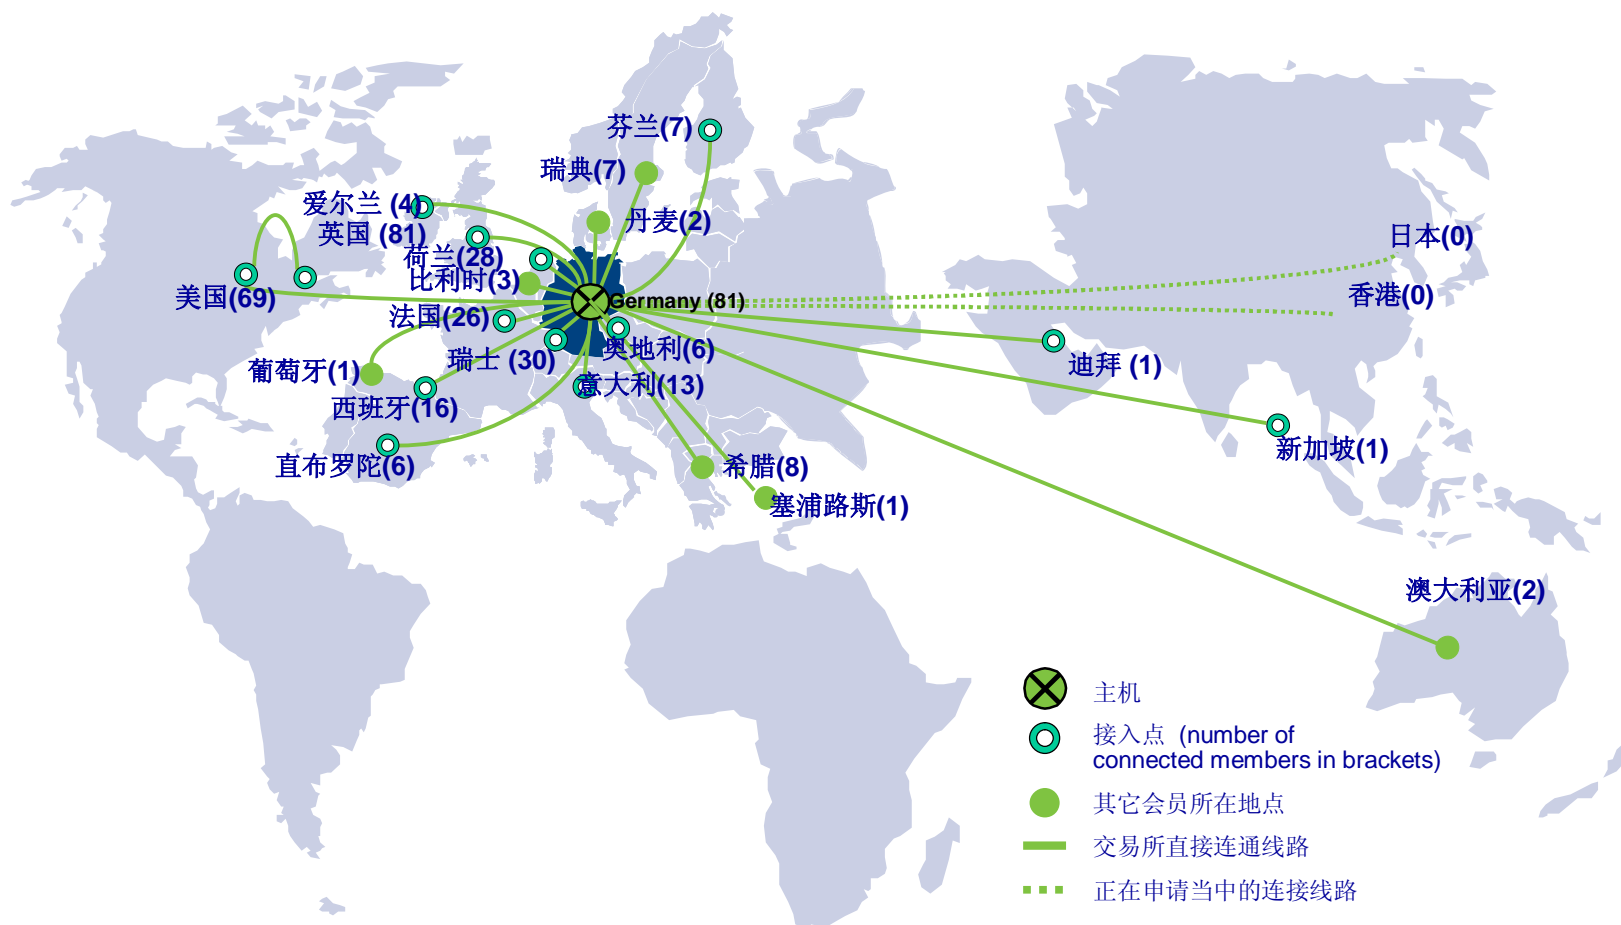 芬兰(7)
瑞典(7)
爱尔兰 (4)
丹麦(2)
英国 (81)
日本(0)
荷兰(28)
比利时(3)
美国(69)
Germany (81)
香港(0)
法国(26)
奥地利(6)
瑞士 (30)
迪拜 (1)
葡萄牙(1)
意大利(13)
西班牙(16)
新加坡(1)
直布罗陀(6)
希腊(8)
塞浦路斯(1)
澳大利亚(2)
主机
接入点 (number of
connected members in brackets)
其它会员所在地点
交易所直接连通线路
正在申请当中的连接线路